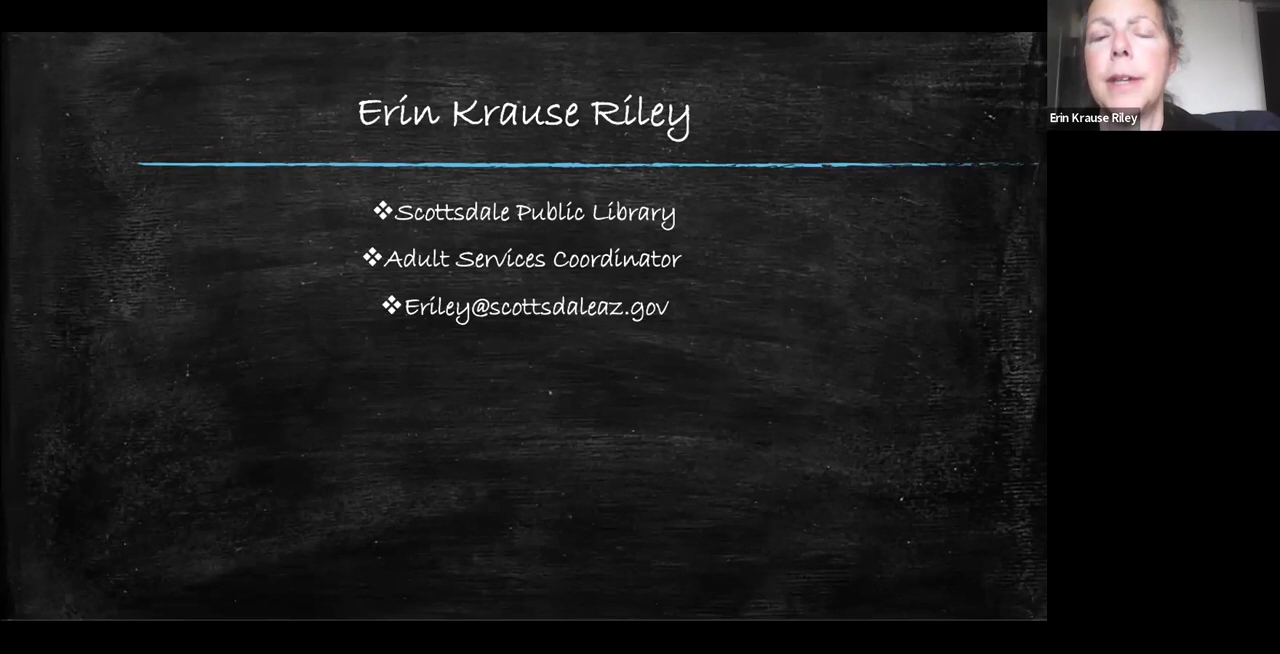 Erin Krause Riley
❖Scottsdale Public Library
❖Adult Services Coordinator
❖Eriley@scottsdaleaz.gov
Erin Krause Riley